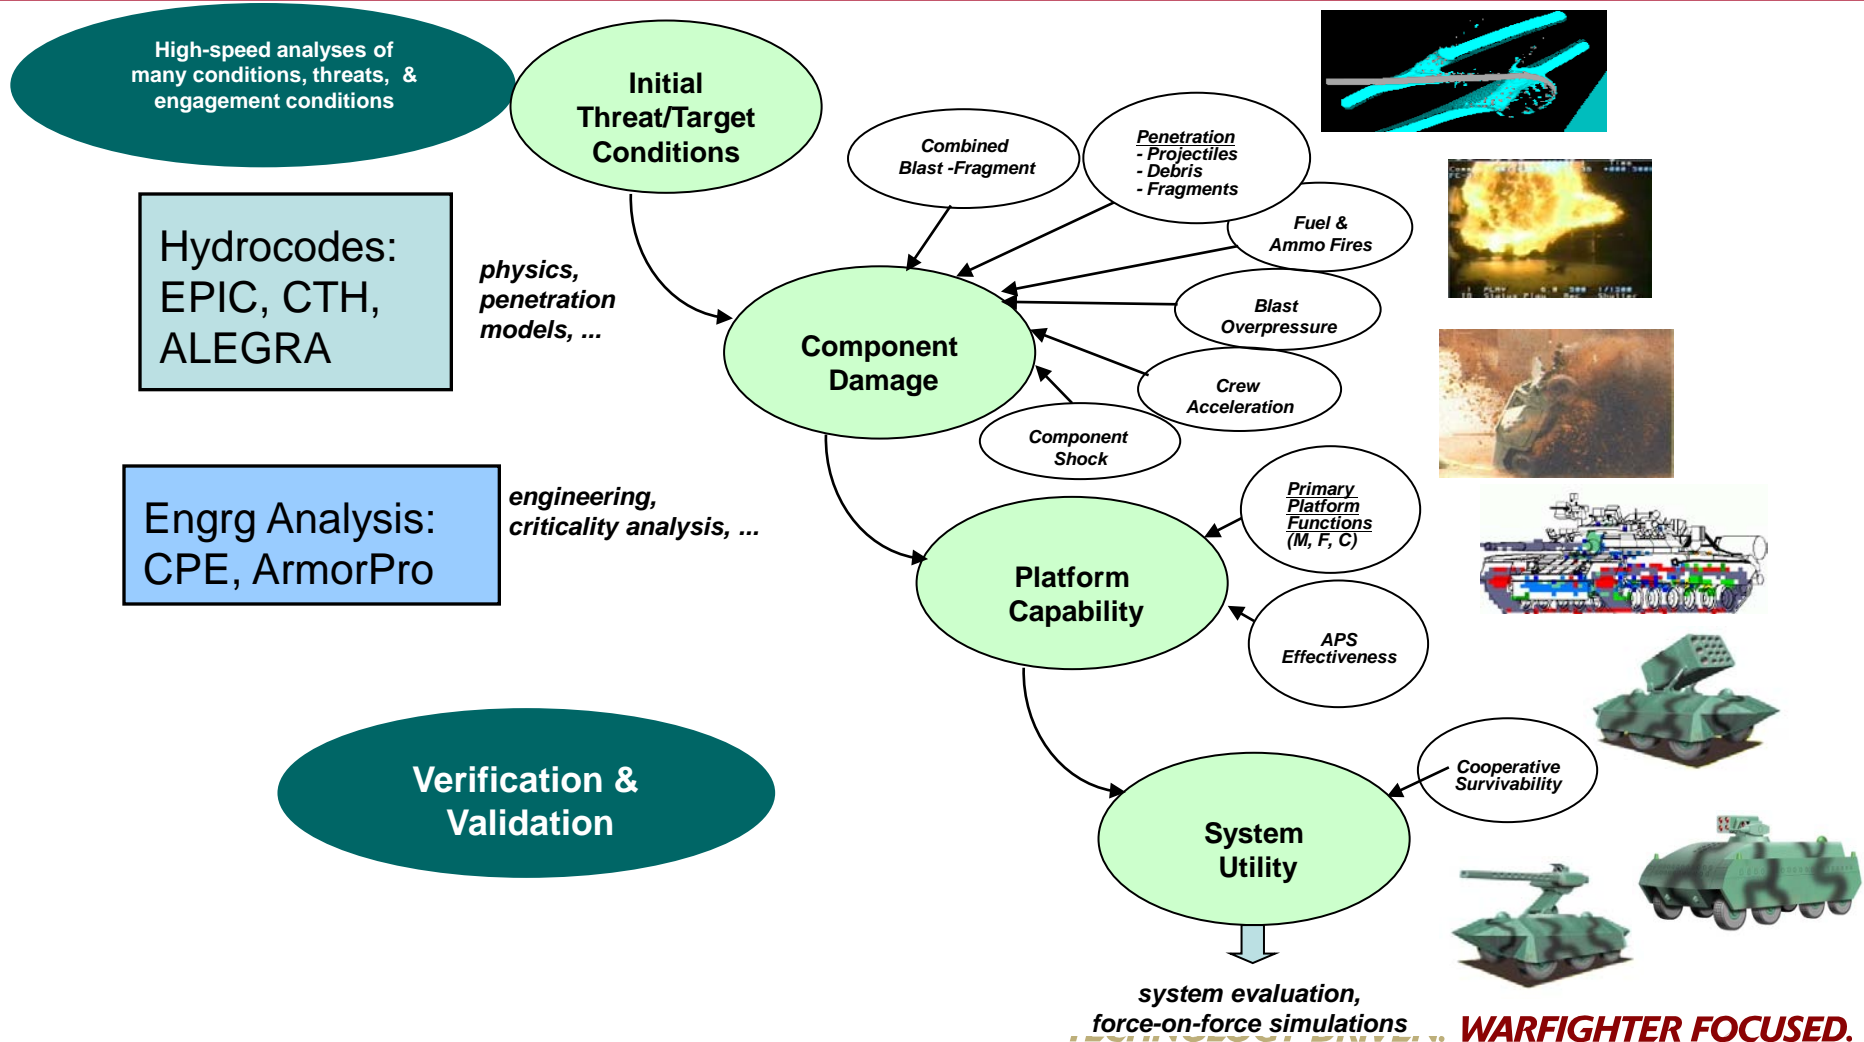 High-speed analyses of
many conditions, threats, &
engagement conditions
Initial
Threat/Target
Conditions
Combined
Blast -Fragment
Penetration
- Projectiles
- Debris
- Fragments
Fuel &
Ammo Fires
Hydrocodes:
EPIC, CTH,
ALEGRA
physics,
penetration
models, ...
Blast
Overpressure
Component
Damage
Crew
Acceleration
Component
Shock
Engrg Analysis:
CPE, ArmorPro
engineering,
criticality analysis, ...
Primary
Platform
Functions
(M, F, C)
Platform
Capability
APS
Effectiveness
Verification &
Validation
Cooperative
Survivability
System
Utility
system evaluation,
force-on-force simulations
TECHNOLOGY DRIVEN. WARFIGHTER FOCUSED.